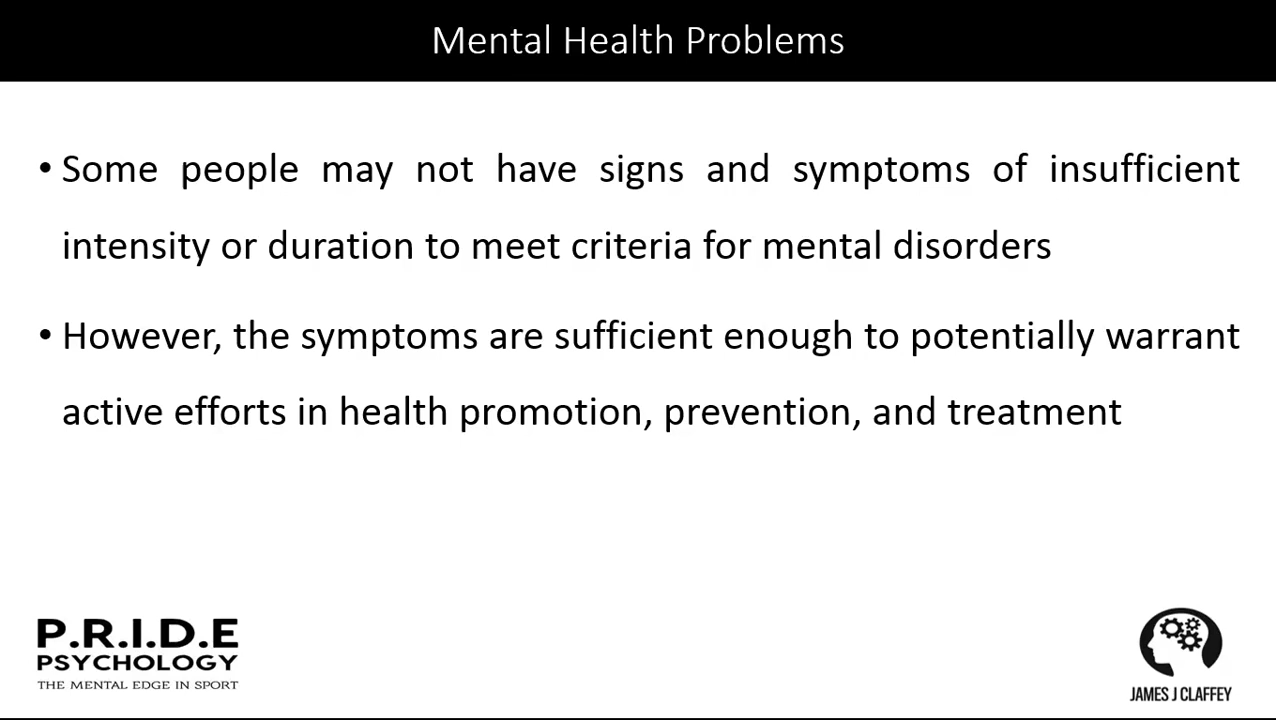 Mental Health Problems
• Some people may not have signs and symptoms of insufficient
intensity or duration to meet criteria for mental disorders
• However, the symptoms are sufficient enough to potentially warrant
active efforts in health promotion, prevention, and treatment
P.R.I.D.E
PSYCHOLOGY
THE MENTAL EDGE IN SPORT
JAMES J CLAFFEY